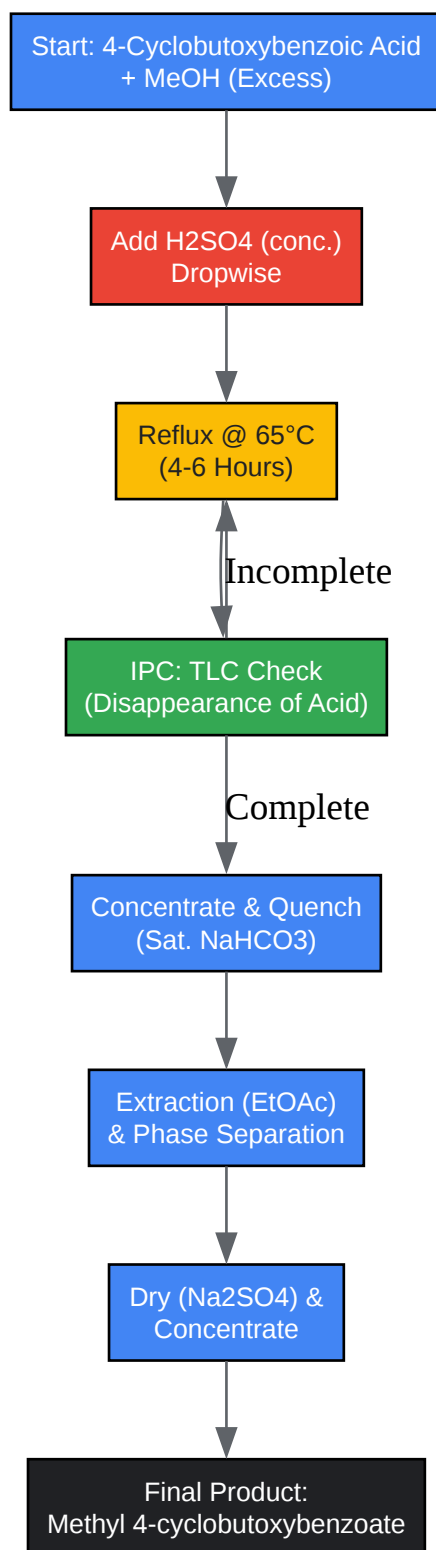 Start: 4-Cyclobutoxybenzoic Acid
+ MeOH (Excess)
Add H2SO4 (conc.)
Dropwise
Reflux @ 65°C
(4-6 Hours)
Incomplete
IPC: TLC Check
(Disappearance of Acid)
Complete
Concentrate & Quench
(Sat. NaHCO3)
Extraction (EtOAc)
& Phase Separation
Dry (Na2SO4) &
Concentrate
Final Product:
Methyl 4-cyclobutoxybenzoate